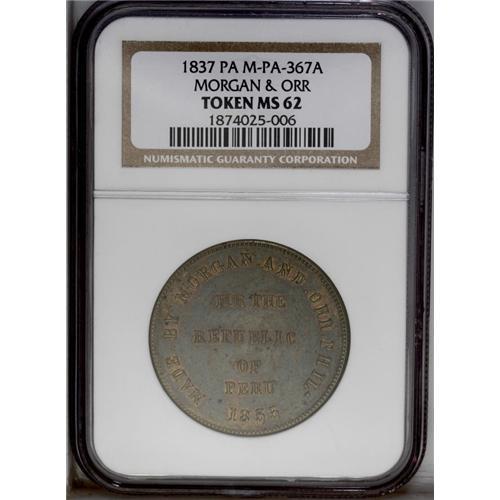 1837 PA M-PA-367A
MORGAN & ORR
TOKEN MS 62
1874025-006
NUMISMATIC GUARANTY CORPORATION
MADE BY MORGAN AND ORR PHIL.
FOR THE
REPUBLIC
OF
PERU
1855